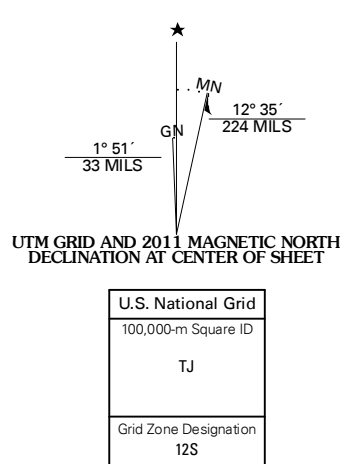 MN
GN
12° 35´
224 MILS
1° 51´
33 MILS
UTM GRID AND 2011 MAGNETIC NORTH
DECLINATION AT CENTER OF SHEET
U.S. National Grid
100,000-m Square ID
TJ
Grid Zone Designation
12S